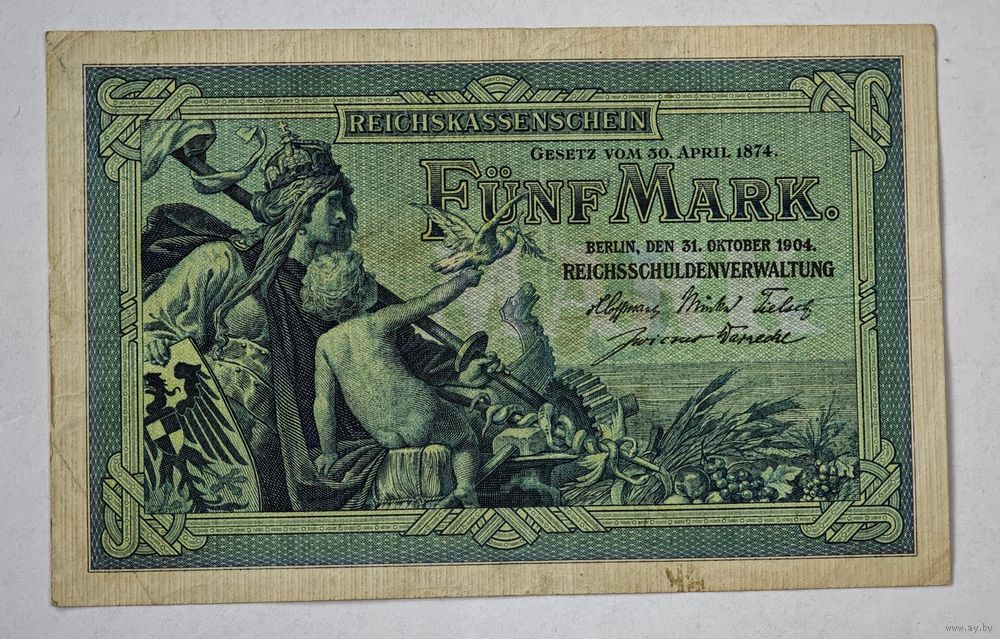 REICHSKASSENSCHEIN
GESETZ VOM 30. APRIL 1874.
FÜNF MARK.
BERLIN, DEN 31. OKTOBER 1904.
REICHSSCHULDENVERWALTUNG
www.ay.by